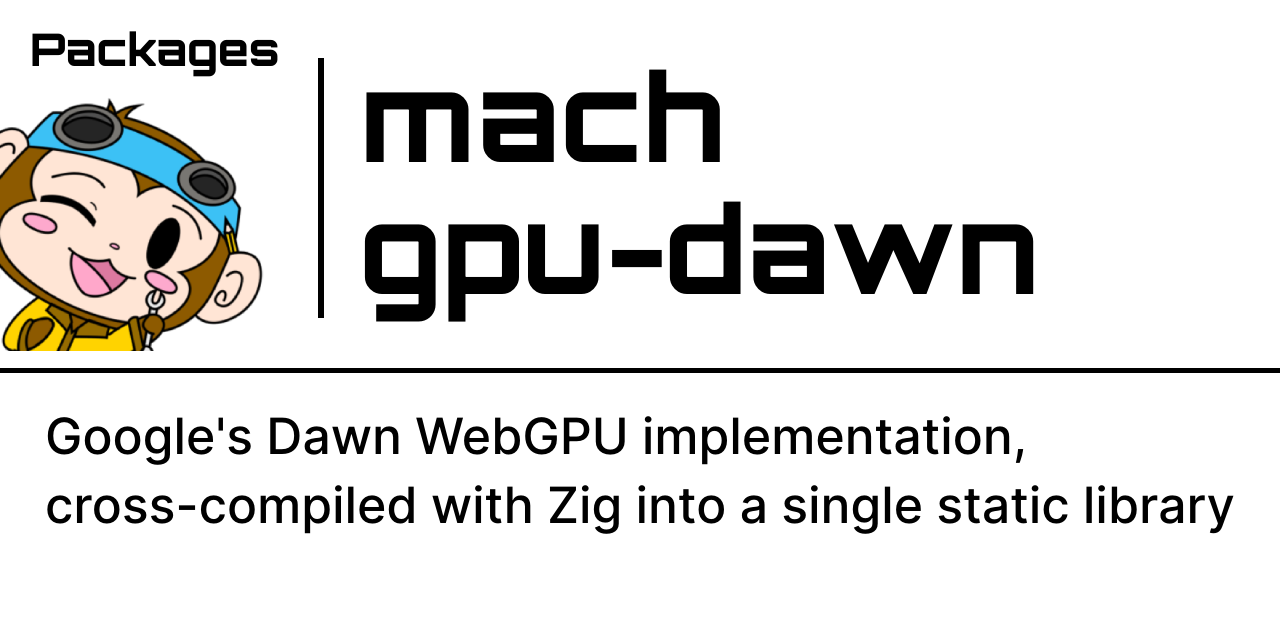 Packages
mach
gpu-dawn
Google's Dawn WebGPU implementation,
cross-compiled with Zig into a single static library